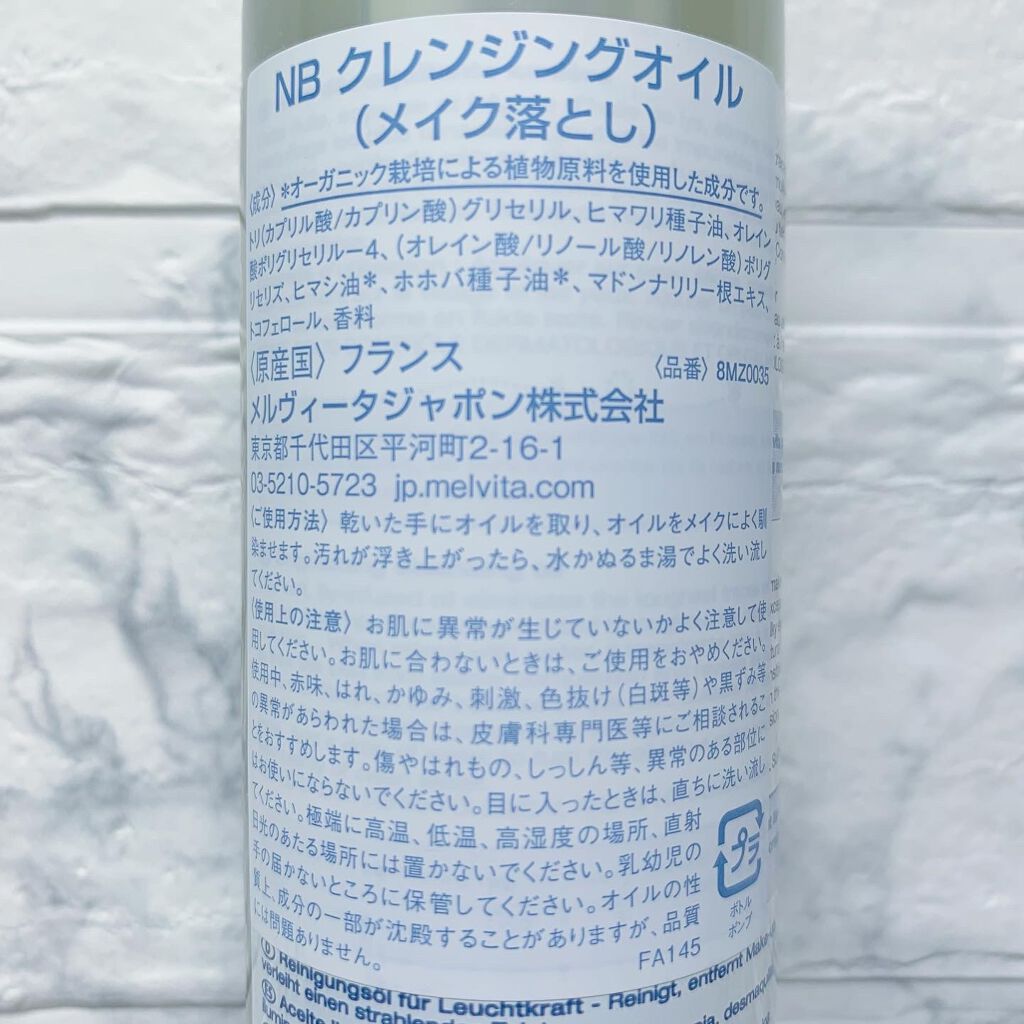 NB クレンジングオイル
(メイク落とし)
〈成分〉*オーガニック栽培による植物原料を使用した成分です。
トリ(カプリル酸/カプリン酸)グリセリル、ヒマワリ種子油、オレイン
酸ポリグリセリル-4、(オレイン酸/リノール酸/リノレン酸)ポリグ
リセリズ、ヒマシ油*、ホホバ種子油*、マドンナリリー根エキス、
トコフェロール、香料
〈原産国〉フランス 〈品番〉8MZ0035
メルヴィータジャポン株式会社
東京都千代田区平河町2-16-1
03-5210-5723 jp.melvita.com
〈ご使用方法〉乾いた手にオイルを取り、オイルをメイクによく馴
染ませます。汚れが浮き上がったら、水かぬるま湯でよく洗い流し
てください。
〈使用上の注意〉お肌に異常が生じていないかよく注意して使
用してください。お肌に合わないときは、ご使用をおやめください。
使用中、赤味、はれ、かゆみ、刺激、色抜け(白斑等)や黒ずみ等
の異常があらわれた場合は、皮膚科専門医等にご相談されるこ
とをおすすめします。傷やはれもの、しっしん等、異常のある部位に
はお使いにならないでください。目に入ったときは、直ちに洗い流し
てください。極端に高温、低温、高湿度の場所、直射
日光のあたる場所には置かないでください。乳幼児の
手の届かないところに保管してください。オイルの性
質上、成分の一部が沈殿することがありますが、品質
には問題ありません。
FA145
プラ
ボトル
ポンプ
D Reinigungsöl für Leuchtkraft - Reinigt, entfernt Make-
verleiht einen strahlenden
ES Aceite